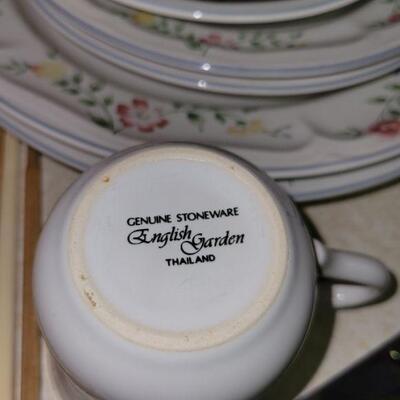 GENUINE STONEWARE
English Garden
THAILAND